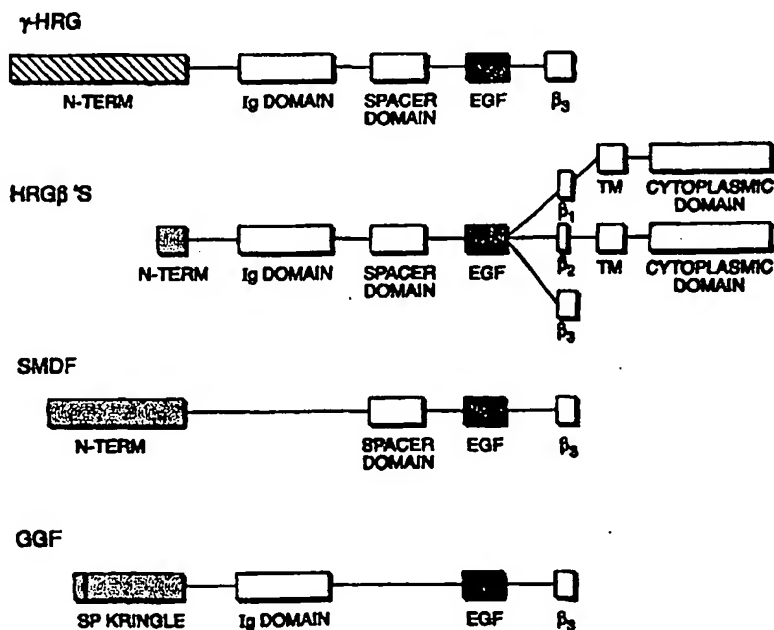 γ-HRG
N-TERM
Ig DOMAIN
SPACER
DOMAIN
EGF
β3
HRGβ'S
N-TERM
Ig DOMAIN
SPACER
DOMAIN
EGF
β1
TM
CYTOPLASMIC
DOMAIN
β2
TM
CYTOPLASMIC
DOMAIN
β3
SMDF
N-TERM
SPACER
DOMAIN
EGF
β3
GGF
SP KRINGLE
Ig DOMAIN
EGF
β3